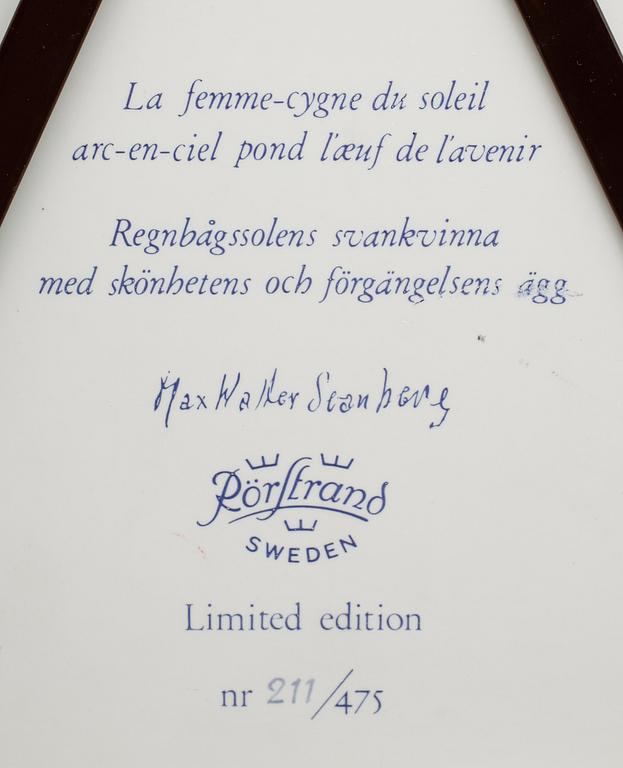 La femme-cygne du soleil
arc-en-ciel pond l'œuf de l'avenir
Regnbågssolens svankvinna
med skönhetens och förgängelsens ägg
Max Walter Svanberg
Rörstrand
SWEDEN
Limited edition
nr 211/475